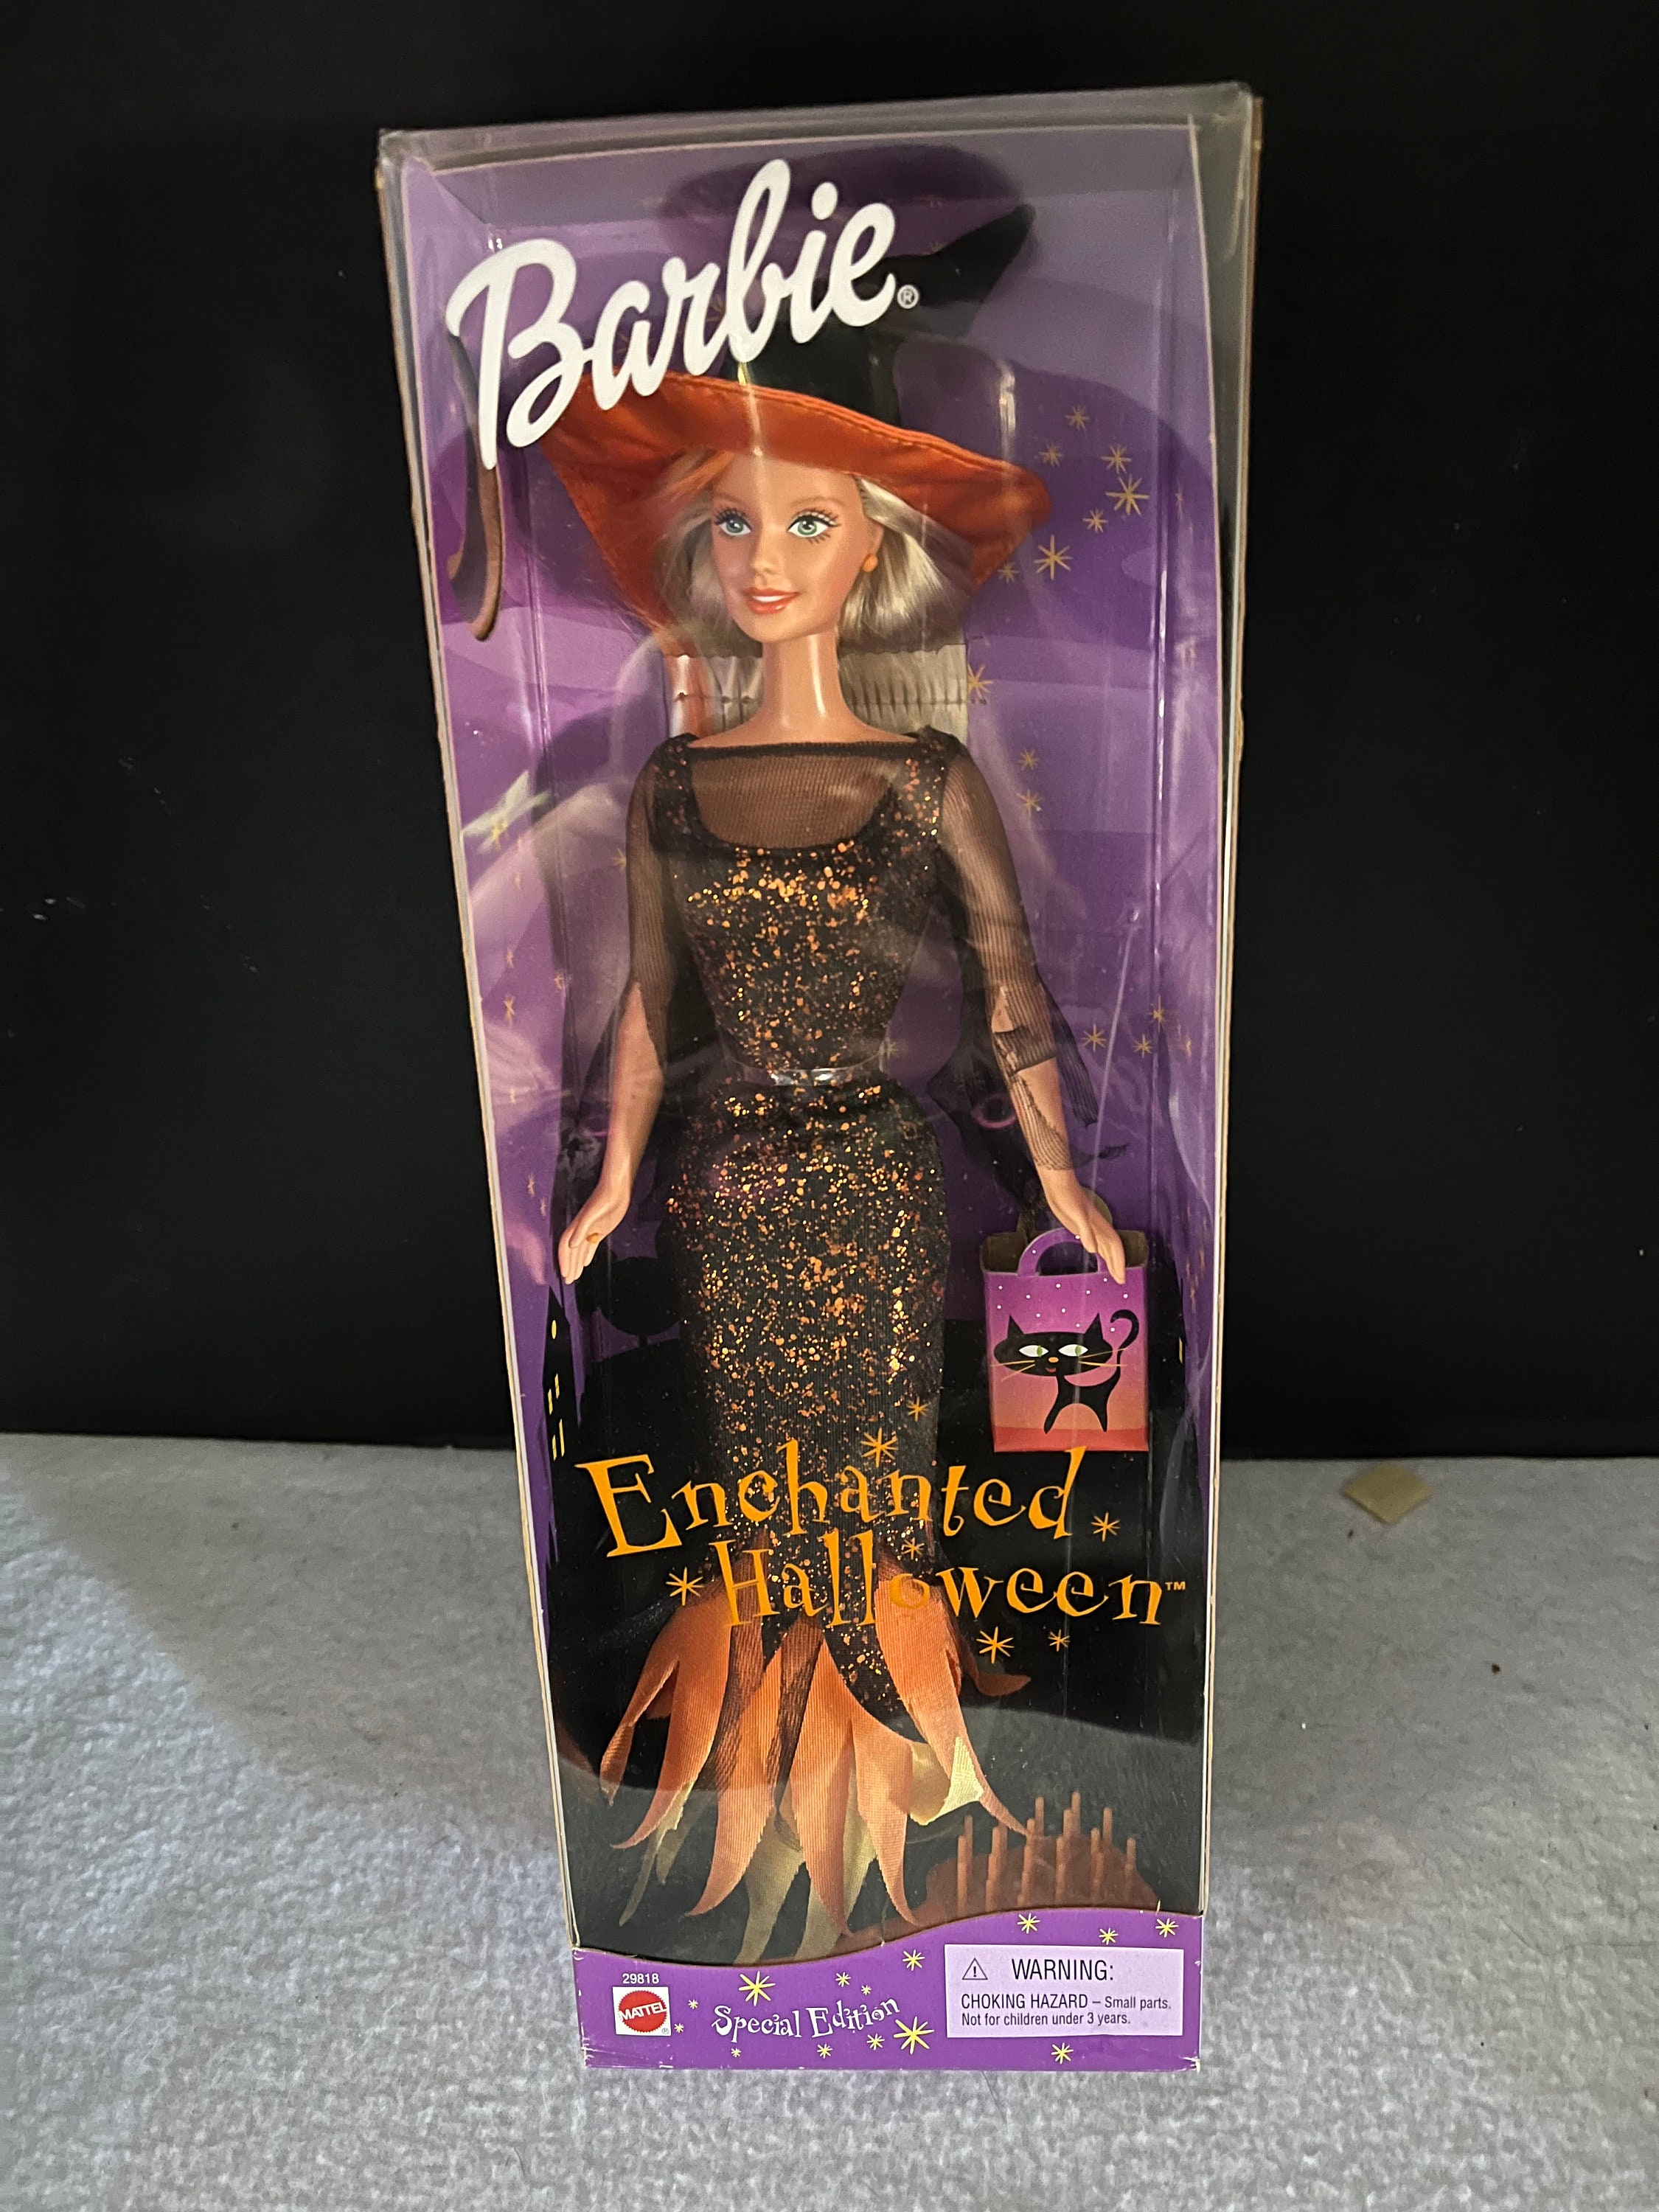 Barbie®
Enchanted
Halloween™
29818
MATTEL®
Special Edition
⚠ WARNING:
CHOKING HAZARD – Small parts.
Not for children under 3 years.